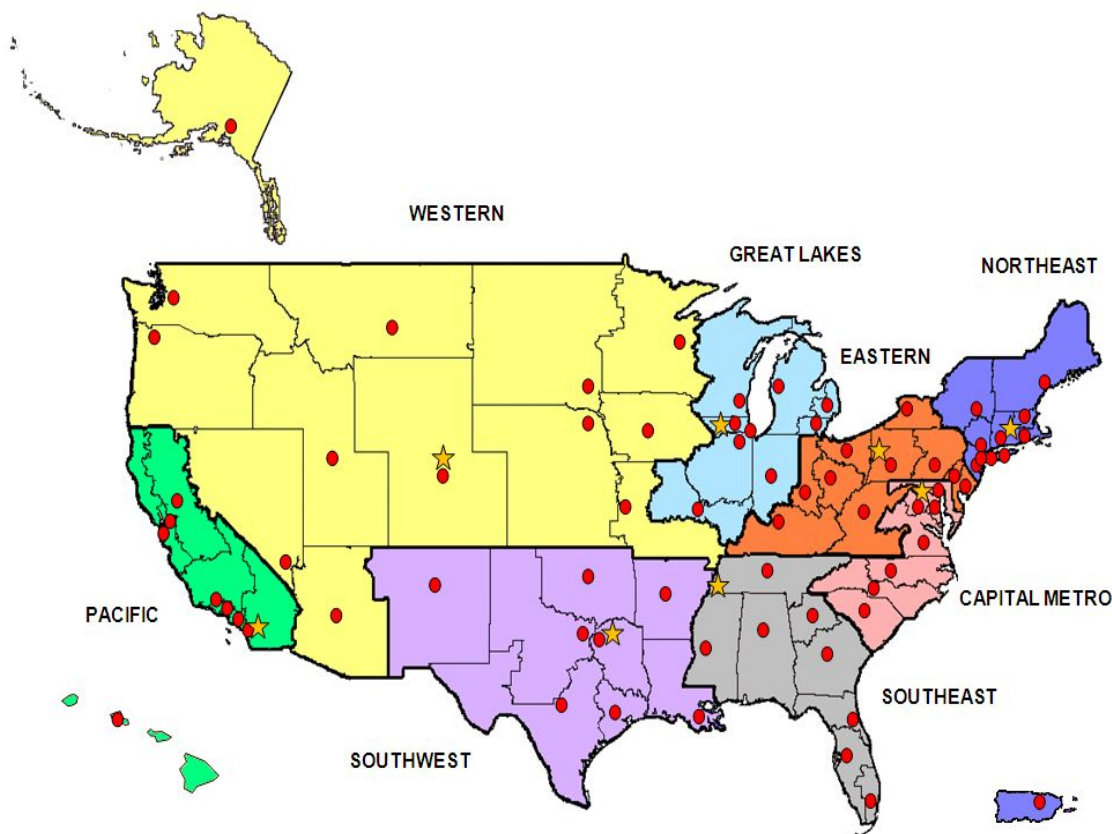 WESTERN
GREAT LAKES
NORTHEAST
EASTERN
PACIFIC
CAPITAL METRO
SOUTHEAST
SOUTHWEST